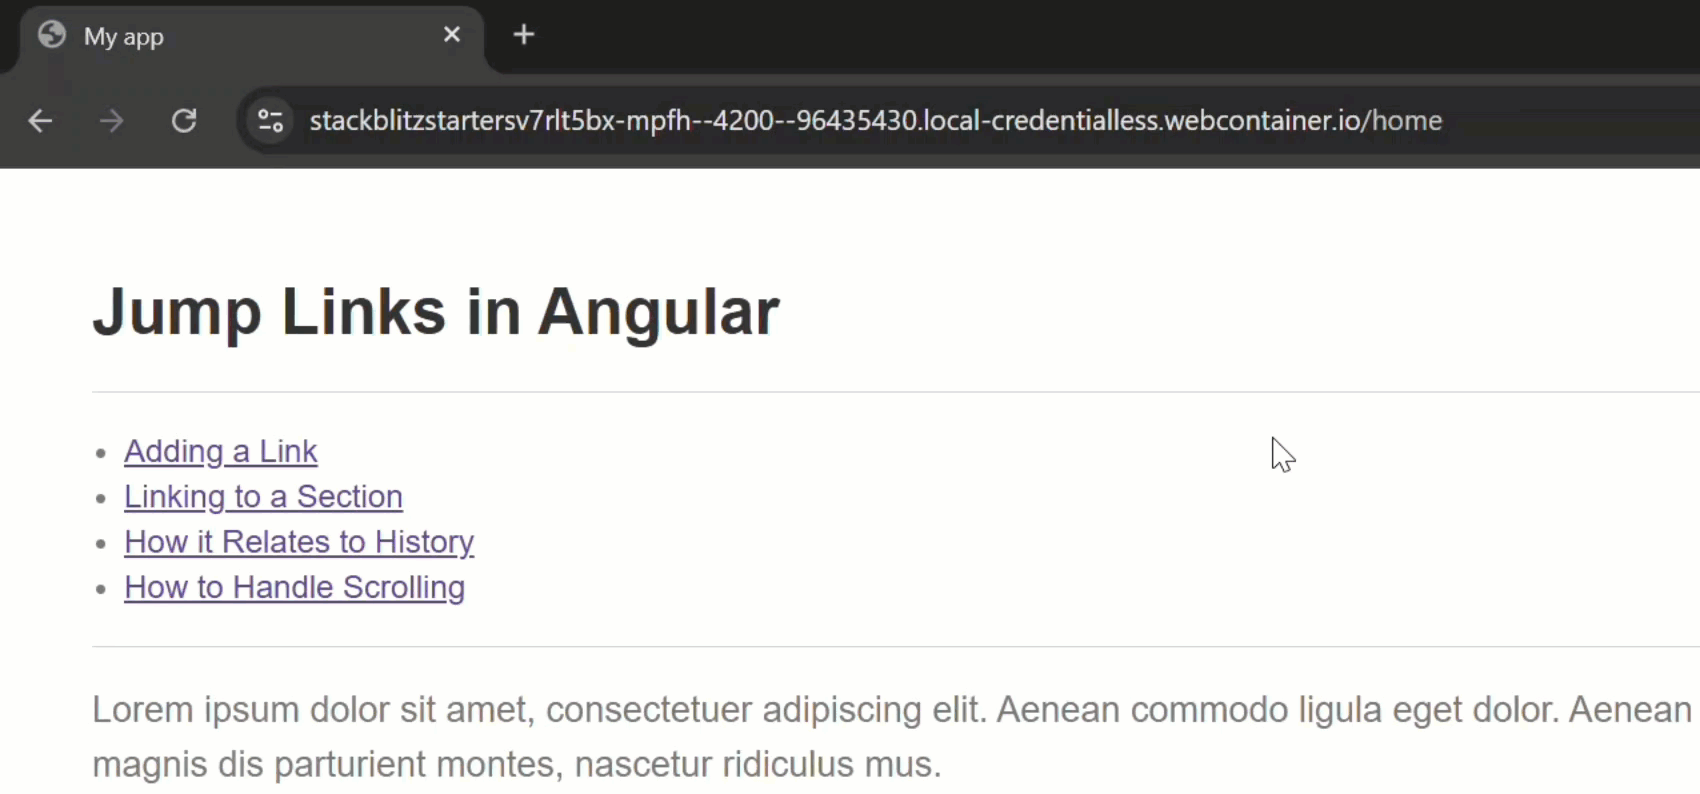 My app
stackblitzstartersv7rlt5bx-mpfh--4200--96435430.local-credentialless.webcontainer.io/home
Jump Links in Angular
Adding a Link
Linking to a Section
How it Relates to History
How to Handle Scrolling
Lorem ipsum dolor sit amet, consectetuer adipiscing elit. Aenean commodo ligula eget dolor. Aenean
magnis dis parturient montes, nascetur ridiculus mus.